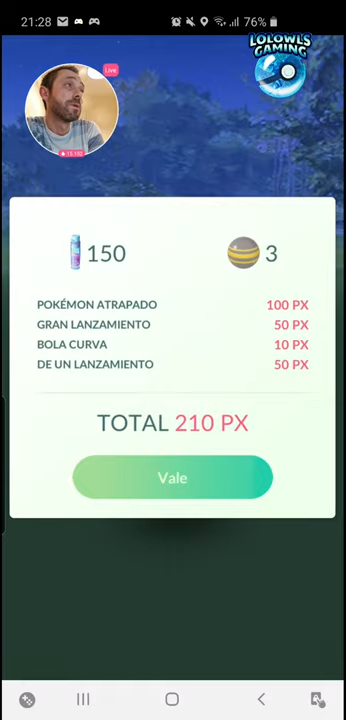 21:28
76%
LOLOWLS
GAMING
Live
150
3
POKÉMON ATRAPADO 100 PX
GRAN LANZAMIENTO 50 PX
BOLA CURVA 10 PX
DE UN LANZAMIENTO 50 PX
TOTAL 210 PX
Vale